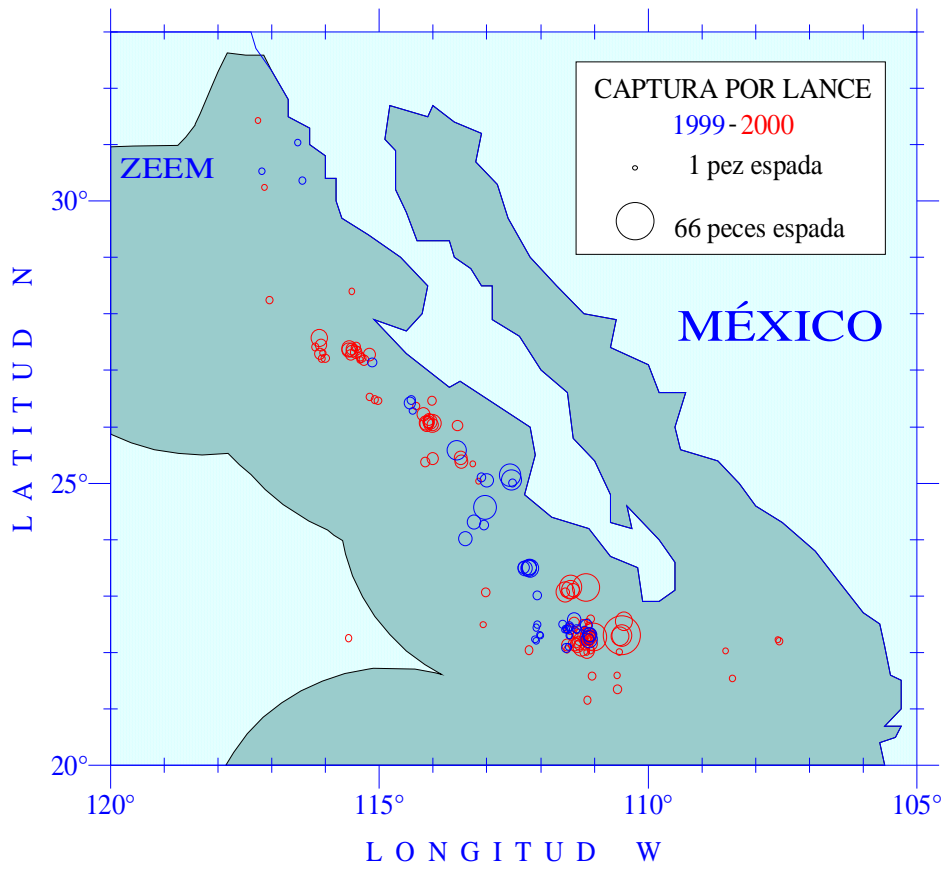 CAPTURA POR LANCE
1999-2000
1 pez espada
66 peces espada
ZEEM
MÉXICO
30°
25°
20°
LATITUD N
120°
115°
110°
105°
LONGITUD W